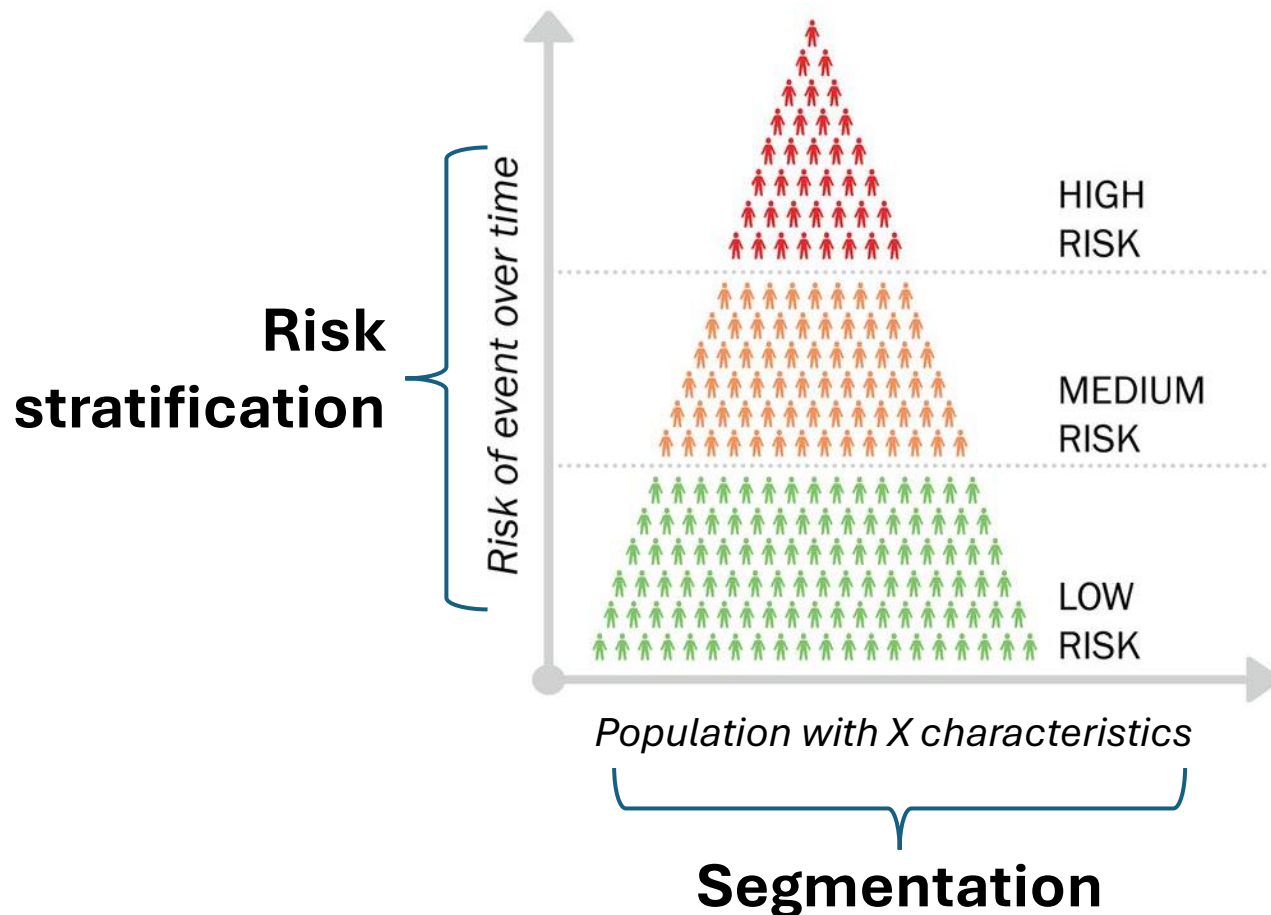 Risk
stratification
Risk of event over time
HIGH
RISK
MEDIUM
RISK
LOW
RISK
Population with X characteristics
Segmentation